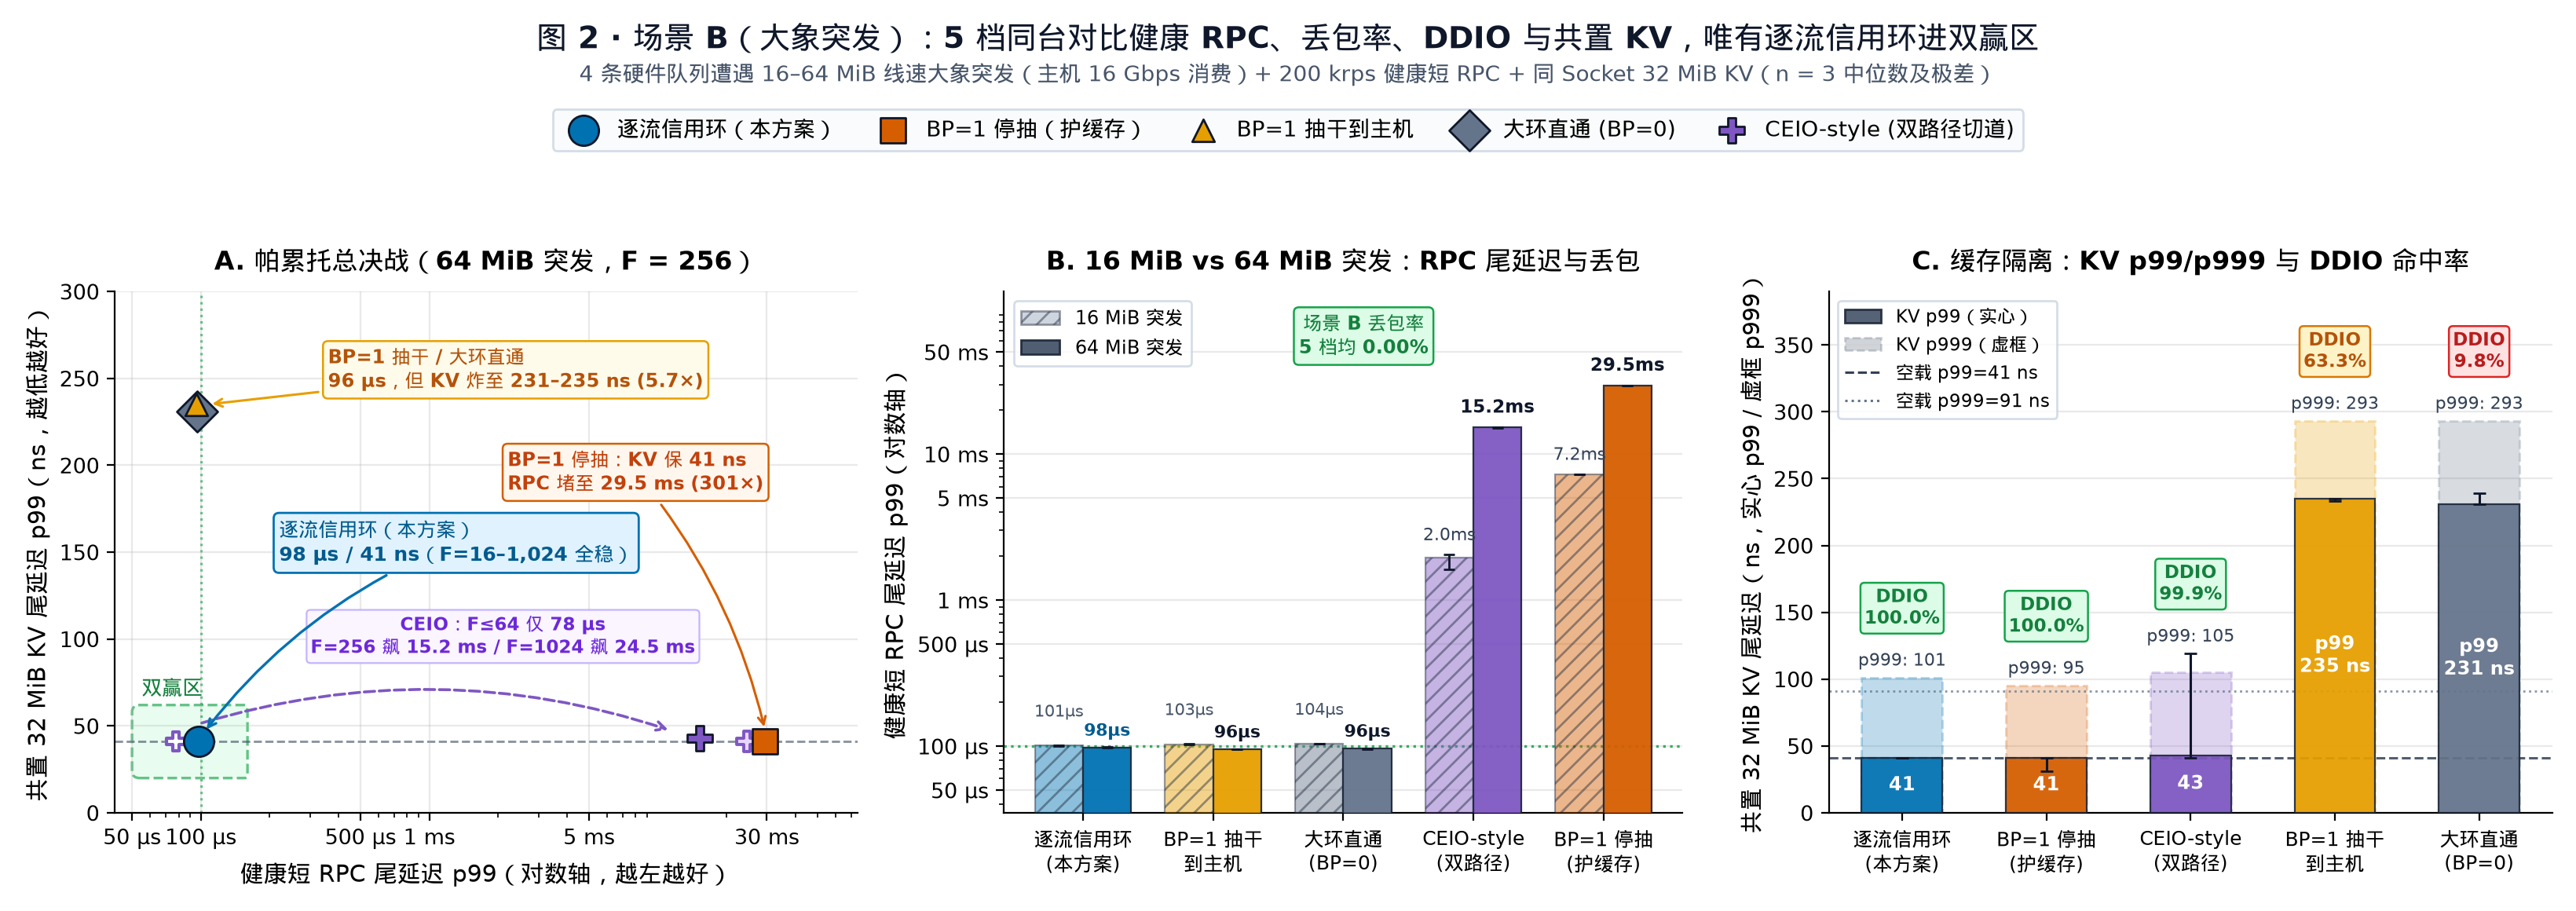 图 2 · 场景 B（大象突发）：5 档同台对比健康 RPC、丢包率、DDIO 与共置 KV，唯有逐流信用环进双赢区
4 条硬件队列遭遇 16–64 MiB 线速大象突发（主机 16 Gbps 消费）+ 200 krps 健康短 RPC + 同 Socket 32 MiB KV（n = 3 中位数及极差）
逐流信用环（本方案）
BP=1 停抽（护缓存）
BP=1 抽干到主机
大环直通 (BP=0)
CEIO-style (双路径切道)
A. 帕累托总决战（64 MiB 突发，F = 256）
共置 32 MiB KV 尾延迟 p99（ns，越低越好）
300
250
200
150
100
50
0
BP=1 抽干 / 大环直通
96 μs，但 KV 炸至 231–235 ns (5.7×)
BP=1 停抽：KV 保 41 ns
RPC 堵至 29.5 ms (301×)
逐流信用环（本方案）
98 μs / 41 ns（F=16–1,024 全稳）
CEIO：F≤64 仅 78 μs
F=256 飙 15.2 ms / F=1024 飙 24.5 ms
双赢区
50 μs
100 μs
500 μs
1 ms
5 ms
30 ms
健康短 RPC 尾延迟 p99（对数轴，越左越好）
B. 16 MiB vs 64 MiB 突发：RPC 尾延迟与丢包
健康短 RPC 尾延迟 p99（对数轴）
50 ms
10 ms
5 ms
1 ms
500 μs
100 μs
50 μs
16 MiB 突发
64 MiB 突发
场景 B 丢包率
5 档均 0.00%
101μs
98μs
103μs
96μs
104μs
96μs
2.0ms
15.2ms
7.2ms
29.5ms
逐流信用环
(本方案)
BP=1 抽干
到主机
大环直通
(BP=0)
CEIO-style
(双路径)
BP=1 停抽
(护缓存)
C. 缓存隔离：KV p99/p999 与 DDIO 命中率
共置 32 MiB KV 尾延迟（ns，实心 p99 / 虚框 p999）
350
300
250
200
150
100
50
0
KV p99（实心）
KV p999（虚框）
空载 p99=41 ns
空载 p999=91 ns
DDIO
100.0%
p999: 101
41
DDIO
100.0%
p999: 95
41
DDIO
99.9%
p999: 105
43
DDIO
63.3%
p999: 293
p99
235 ns
DDIO
9.8%
p999: 293
p99
231 ns
逐流信用环
(本方案)
BP=1 停抽
(护缓存)
CEIO-style
(双路径)
BP=1 抽干
到主机
大环直通
(BP=0)